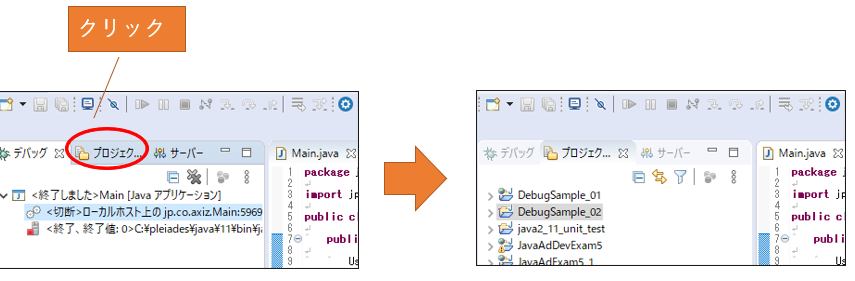 クリック
デバッグ プロジェク... サーバー
<終了しました>Main [Java アプリケーション]
<切断>ローカルホスト上の jp.co.axiz.Main:5969
<終了、終了値: 0>C:¥pleiades¥java¥11¥bin¥j
Main.java
1 package j
2
3 import jp
4
5 public cl
6
7 publi
8
9 Us
デバッグ プロジェク... サーバー
DebugSample_01
DebugSample_02
java2_11_unit_test
JavaAdDevExam5
JavaAdExam5_1
Main.java
1 package j
2
3 import jp
4
5 public cl
6
7 publi
8
9 Us